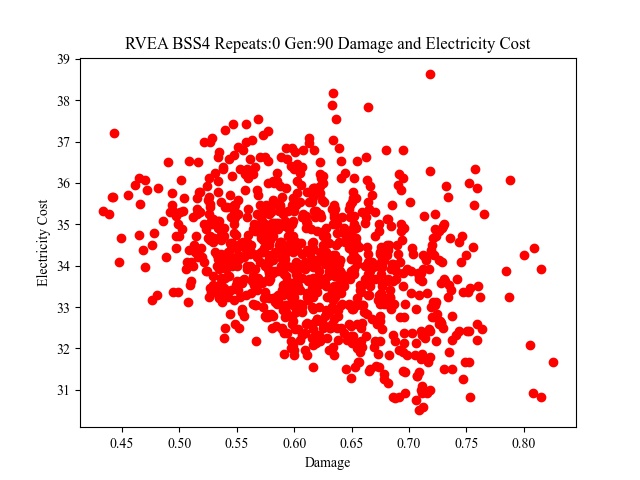 RVEA BSS4 Repeats:0 Gen:90 Damage and Electricity Cost
39
38
37
36
35
34
33
32
31
Electricity Cost
0.45 0.50 0.55 0.60 0.65 0.70 0.75 0.80
Damage